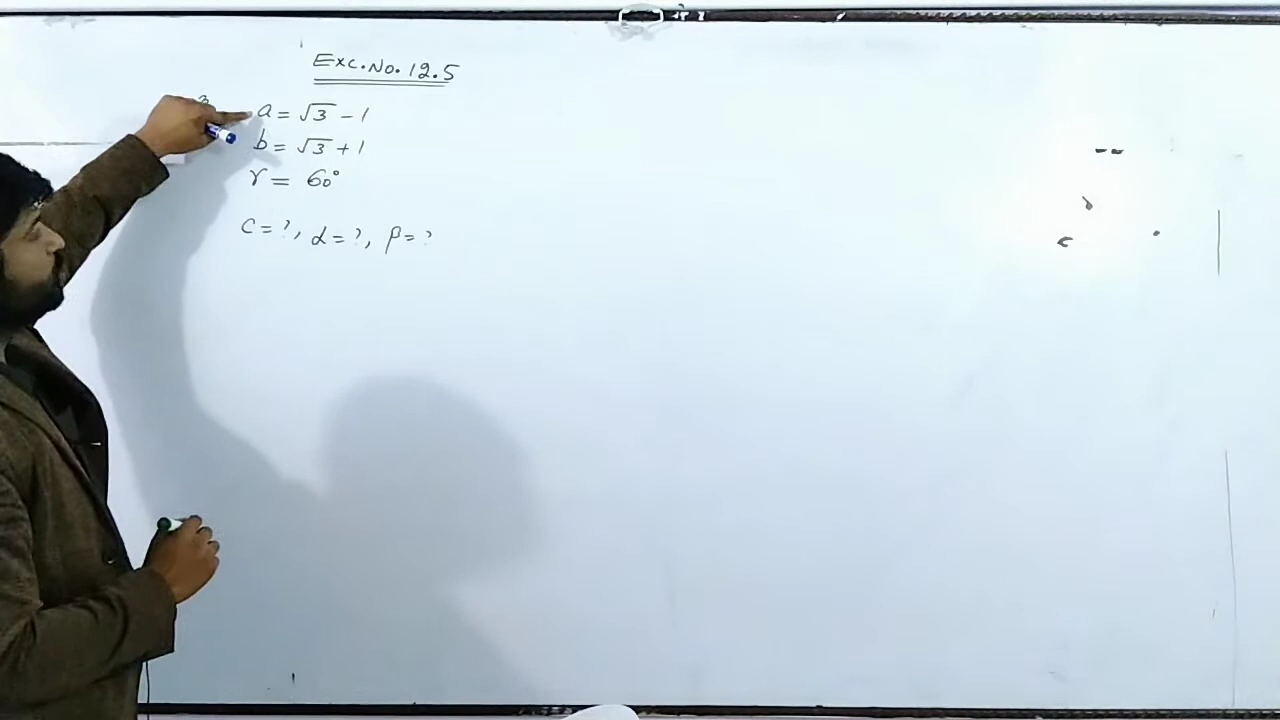 Exc.No.12.5
a = √3 - 1
b = √3 + 1
γ = 60°
c = ?, α = ?, β = ?